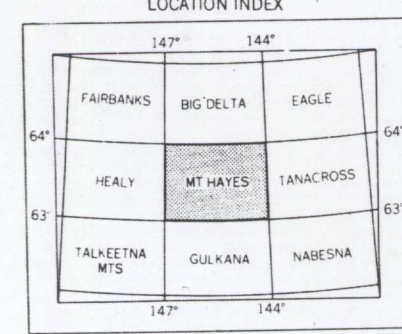 LOCATION INDEX
147° 144°
FAIRBANKS BIG DELTA EAGLE
64° 64°
HEALY MT HAYES TANACROSS
63° 63°
TALKEETNA MTS GULKANA NABESNA
147° 144°